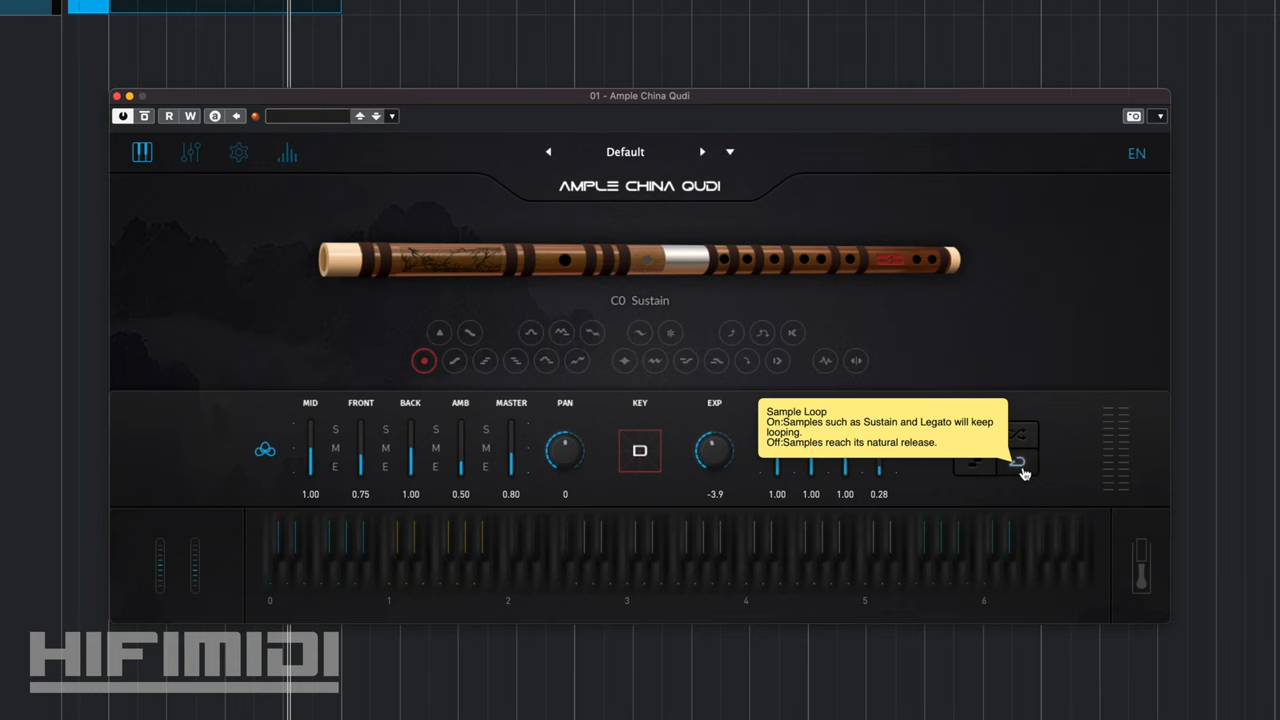 01 - Ample China Qudi
R W a
Default
EN
AMPLE CHINA QUDI
C0 Sustain
MID FRONT BACK AMB MASTER PAN KEY EXP
Sample Loop
On:Samples such as Sustain and Legato will keep
looping.
Off:Samples reach its natural release.
S S S S
M M M M
E E E E
D
1.00 0.75 1.00 0.50 0.80 0 -3.9 1.00 1.00 1.00 0.28
0 1 2 3 4 5 6
HIFIMIDI